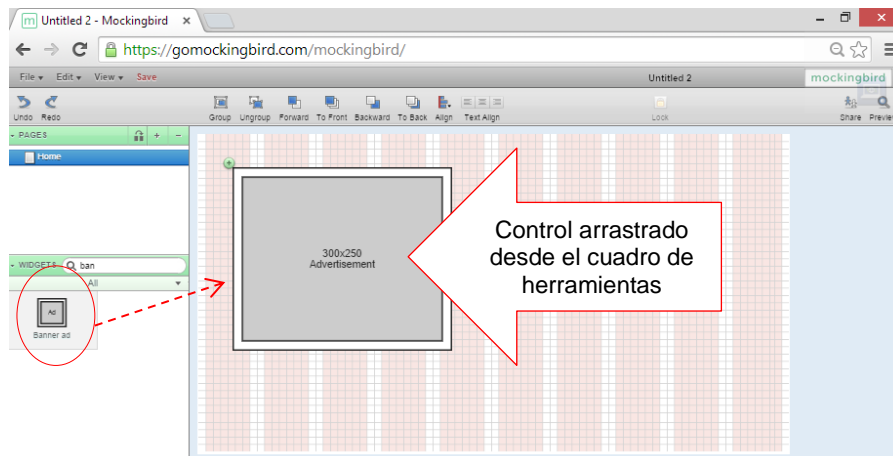 Untitled 2 - Mockingbird
https://gomockingbird.com/mockingbird/
File Edit View Save
Untitled 2
mockingbird
Undo Redo
Group Ungroup Forward To Front Backward To Back Align Text Align
Lock
Share Preview
PAGES
Home
300x250
Advertisement
Control arrastrado
desde el cuadro de
herramientas
WIDGETS ban
All
Ad
Banner ad